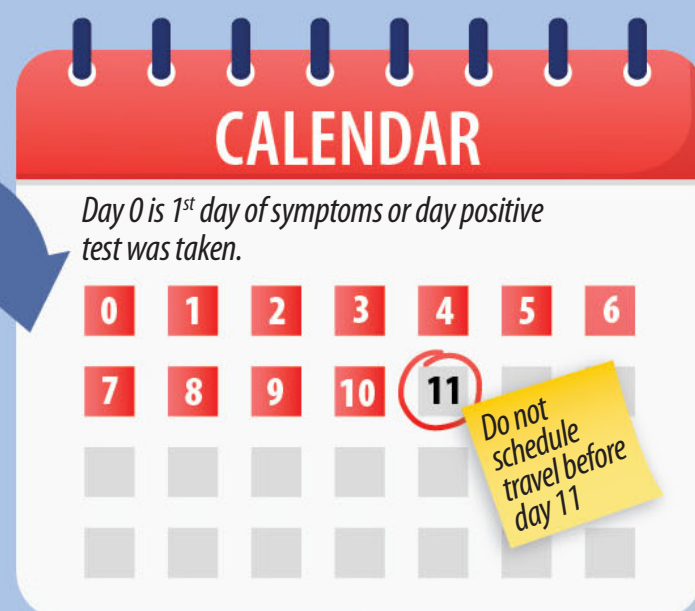 CALENDAR
Day 0 is 1st day of symptoms or day positive
test was taken.
0 1 2 3 4 5 6
7 8 9 10 11
Do not
schedule
travel before
day 11